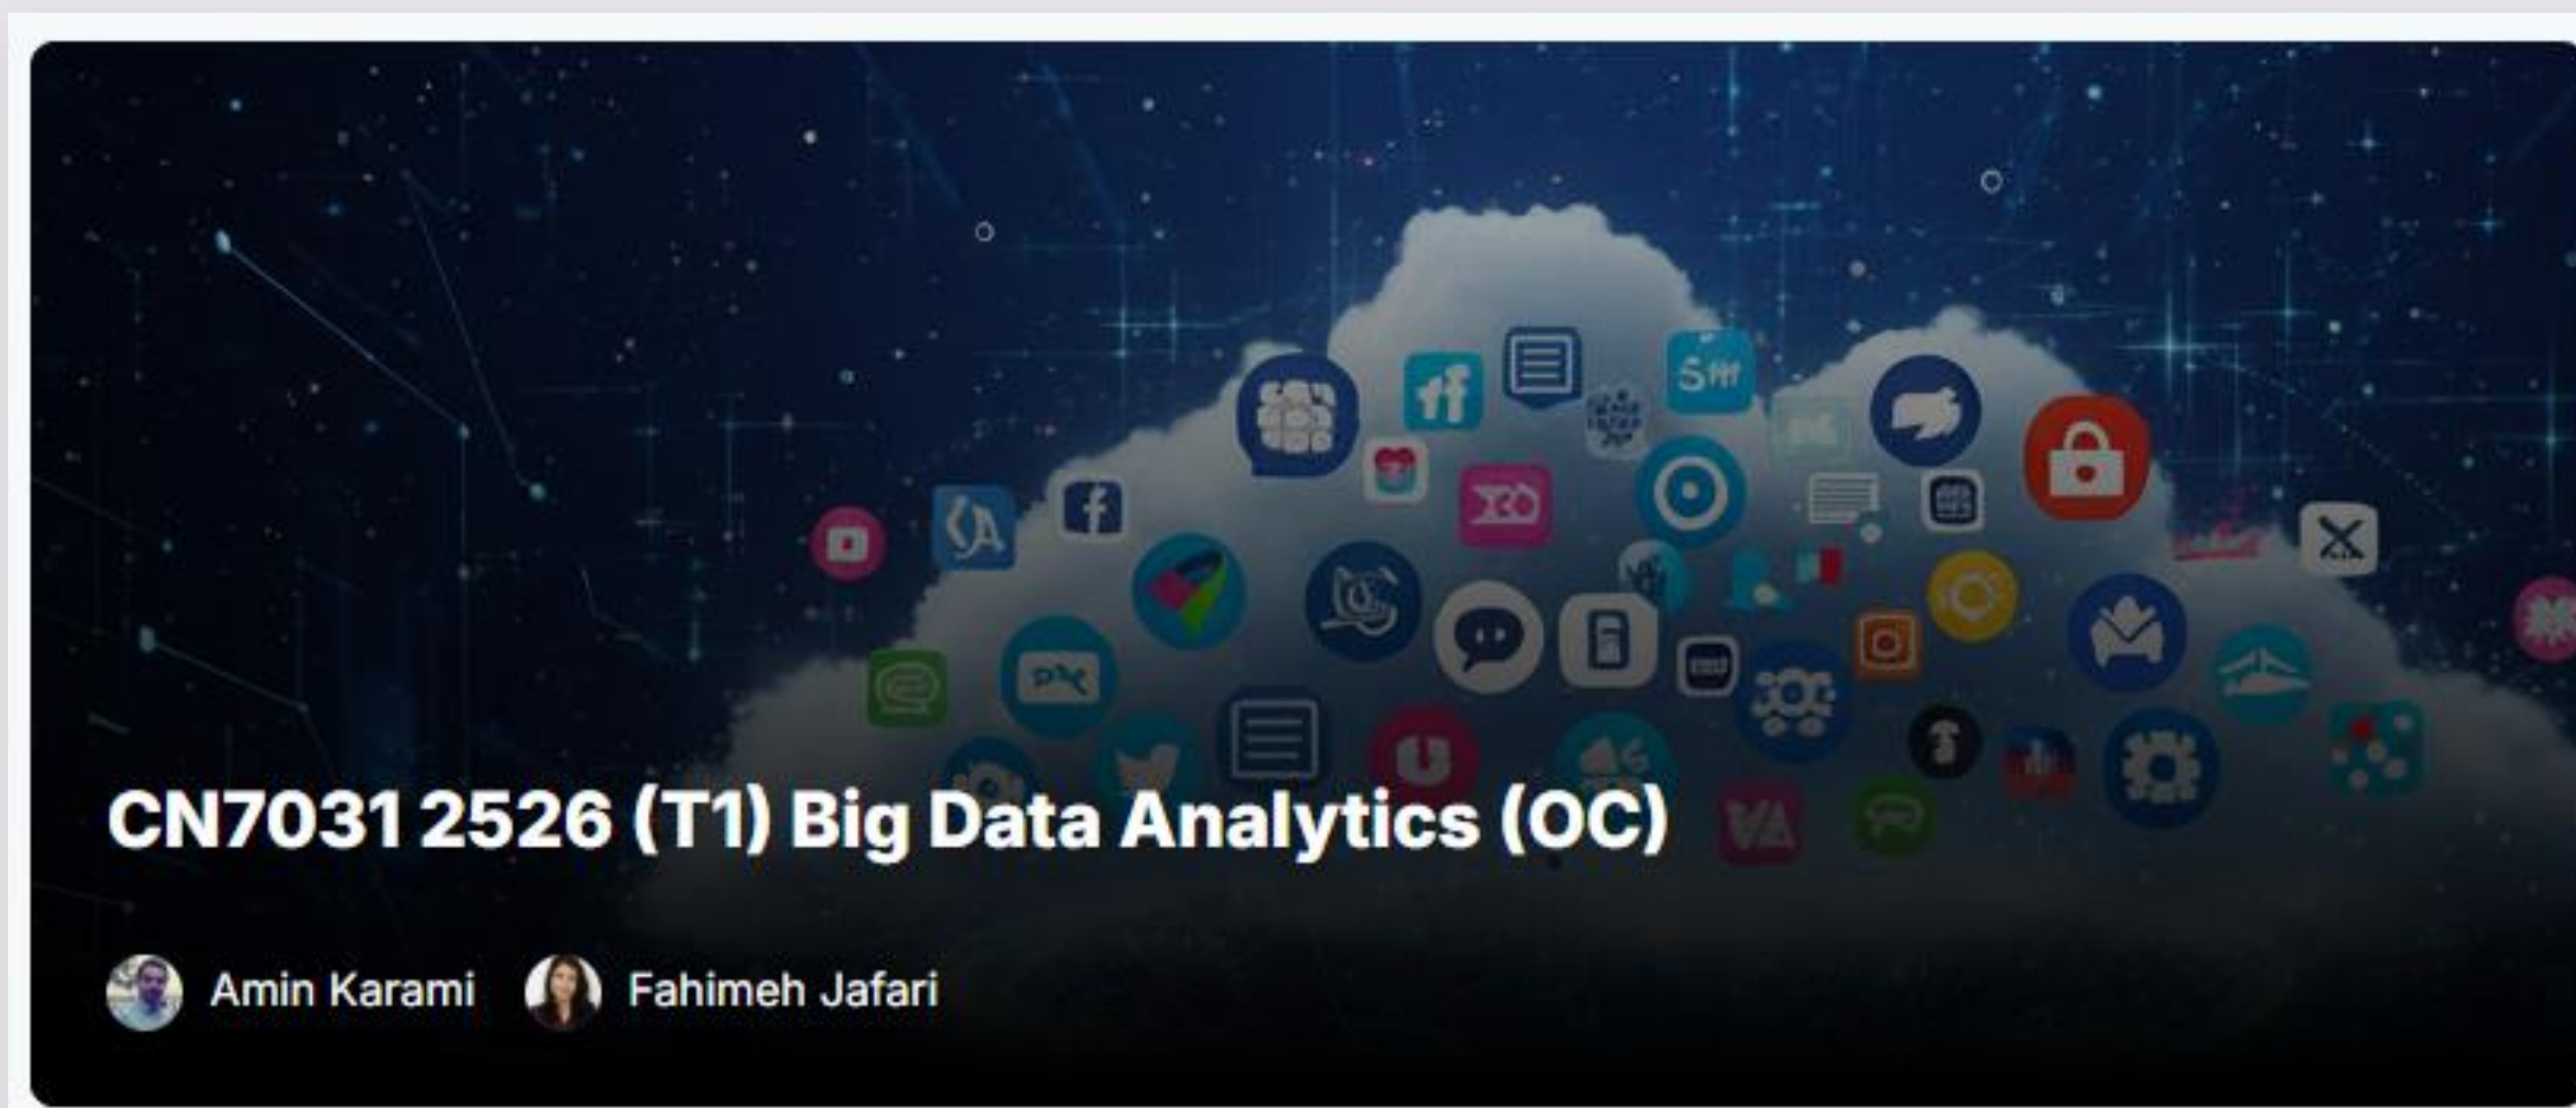 CN7031 2526 (T1) Big Data Analytics (OC)
Amin Karami
Fahimeh Jafari